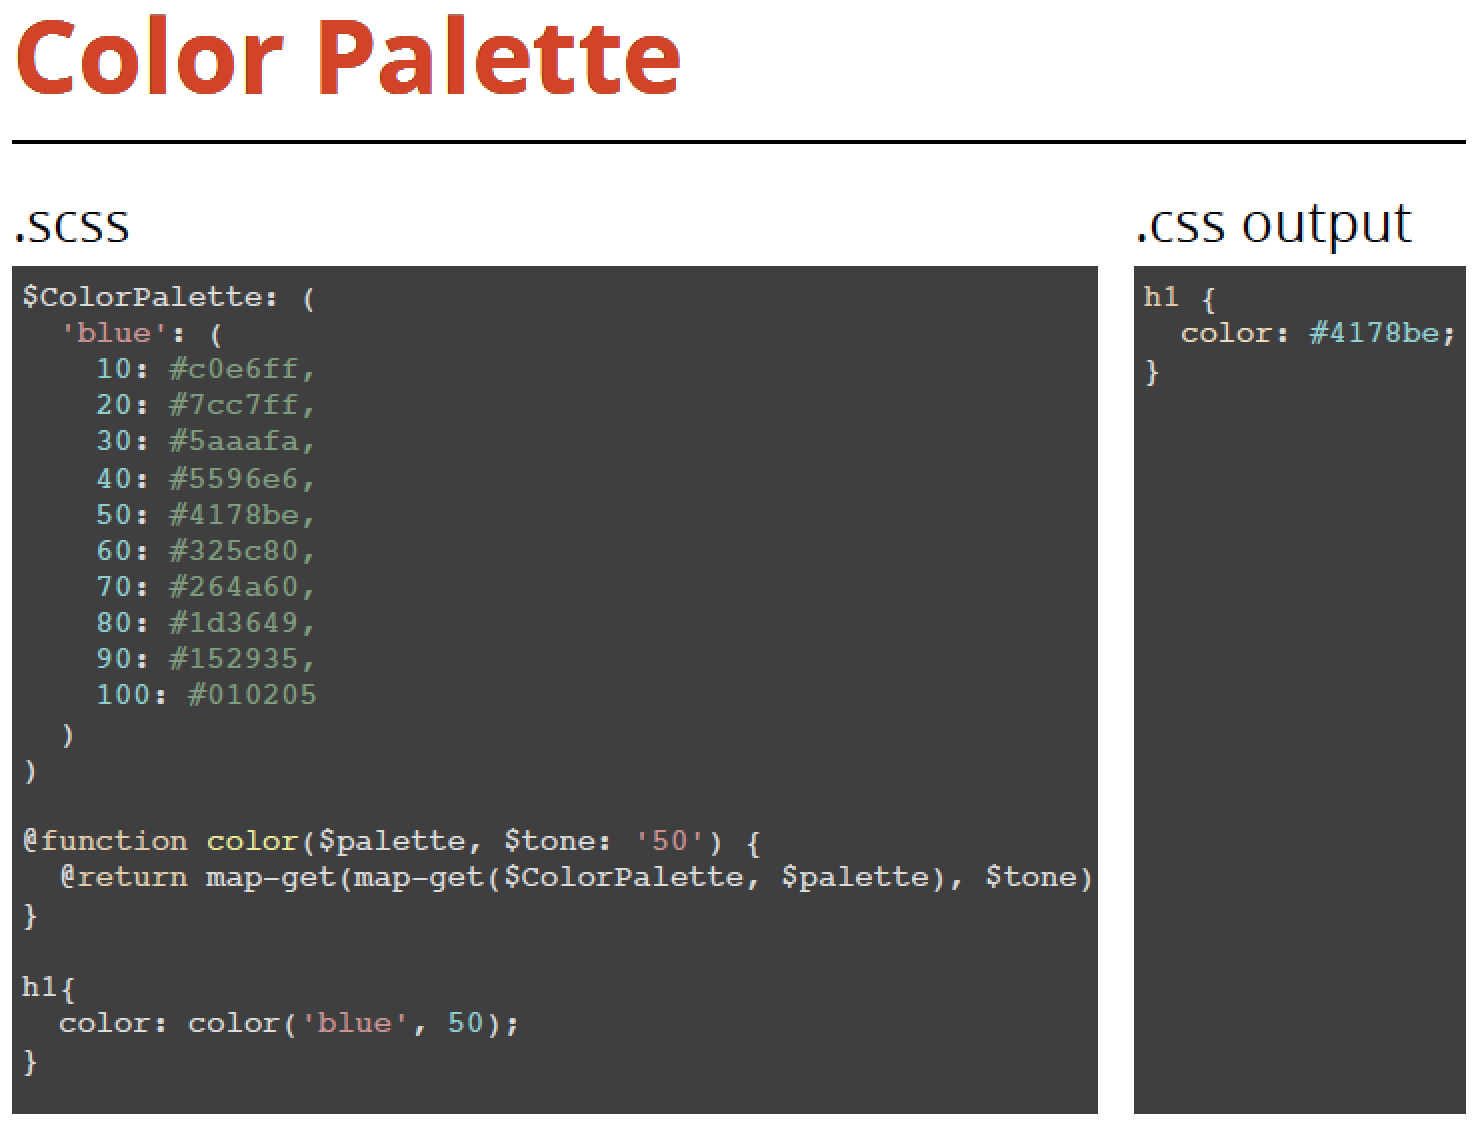 Color Palette
.scss
$ColorPalette: (
  'blue': (
    10: #c0e6ff,
    20: #7cc7ff,
    30: #5aaafa,
    40: #5596e6,
    50: #4178be,
    60: #325c80,
    70: #264a60,
    80: #1d3649,
    90: #152935,
    100: #010205
  )
)

@function color($palette, $tone: '50') {
  @return map-get(map-get($ColorPalette, $palette), $tone)
}

h1{
  color: color('blue', 50);
}
.css output
h1 {
  color: #4178be;
}